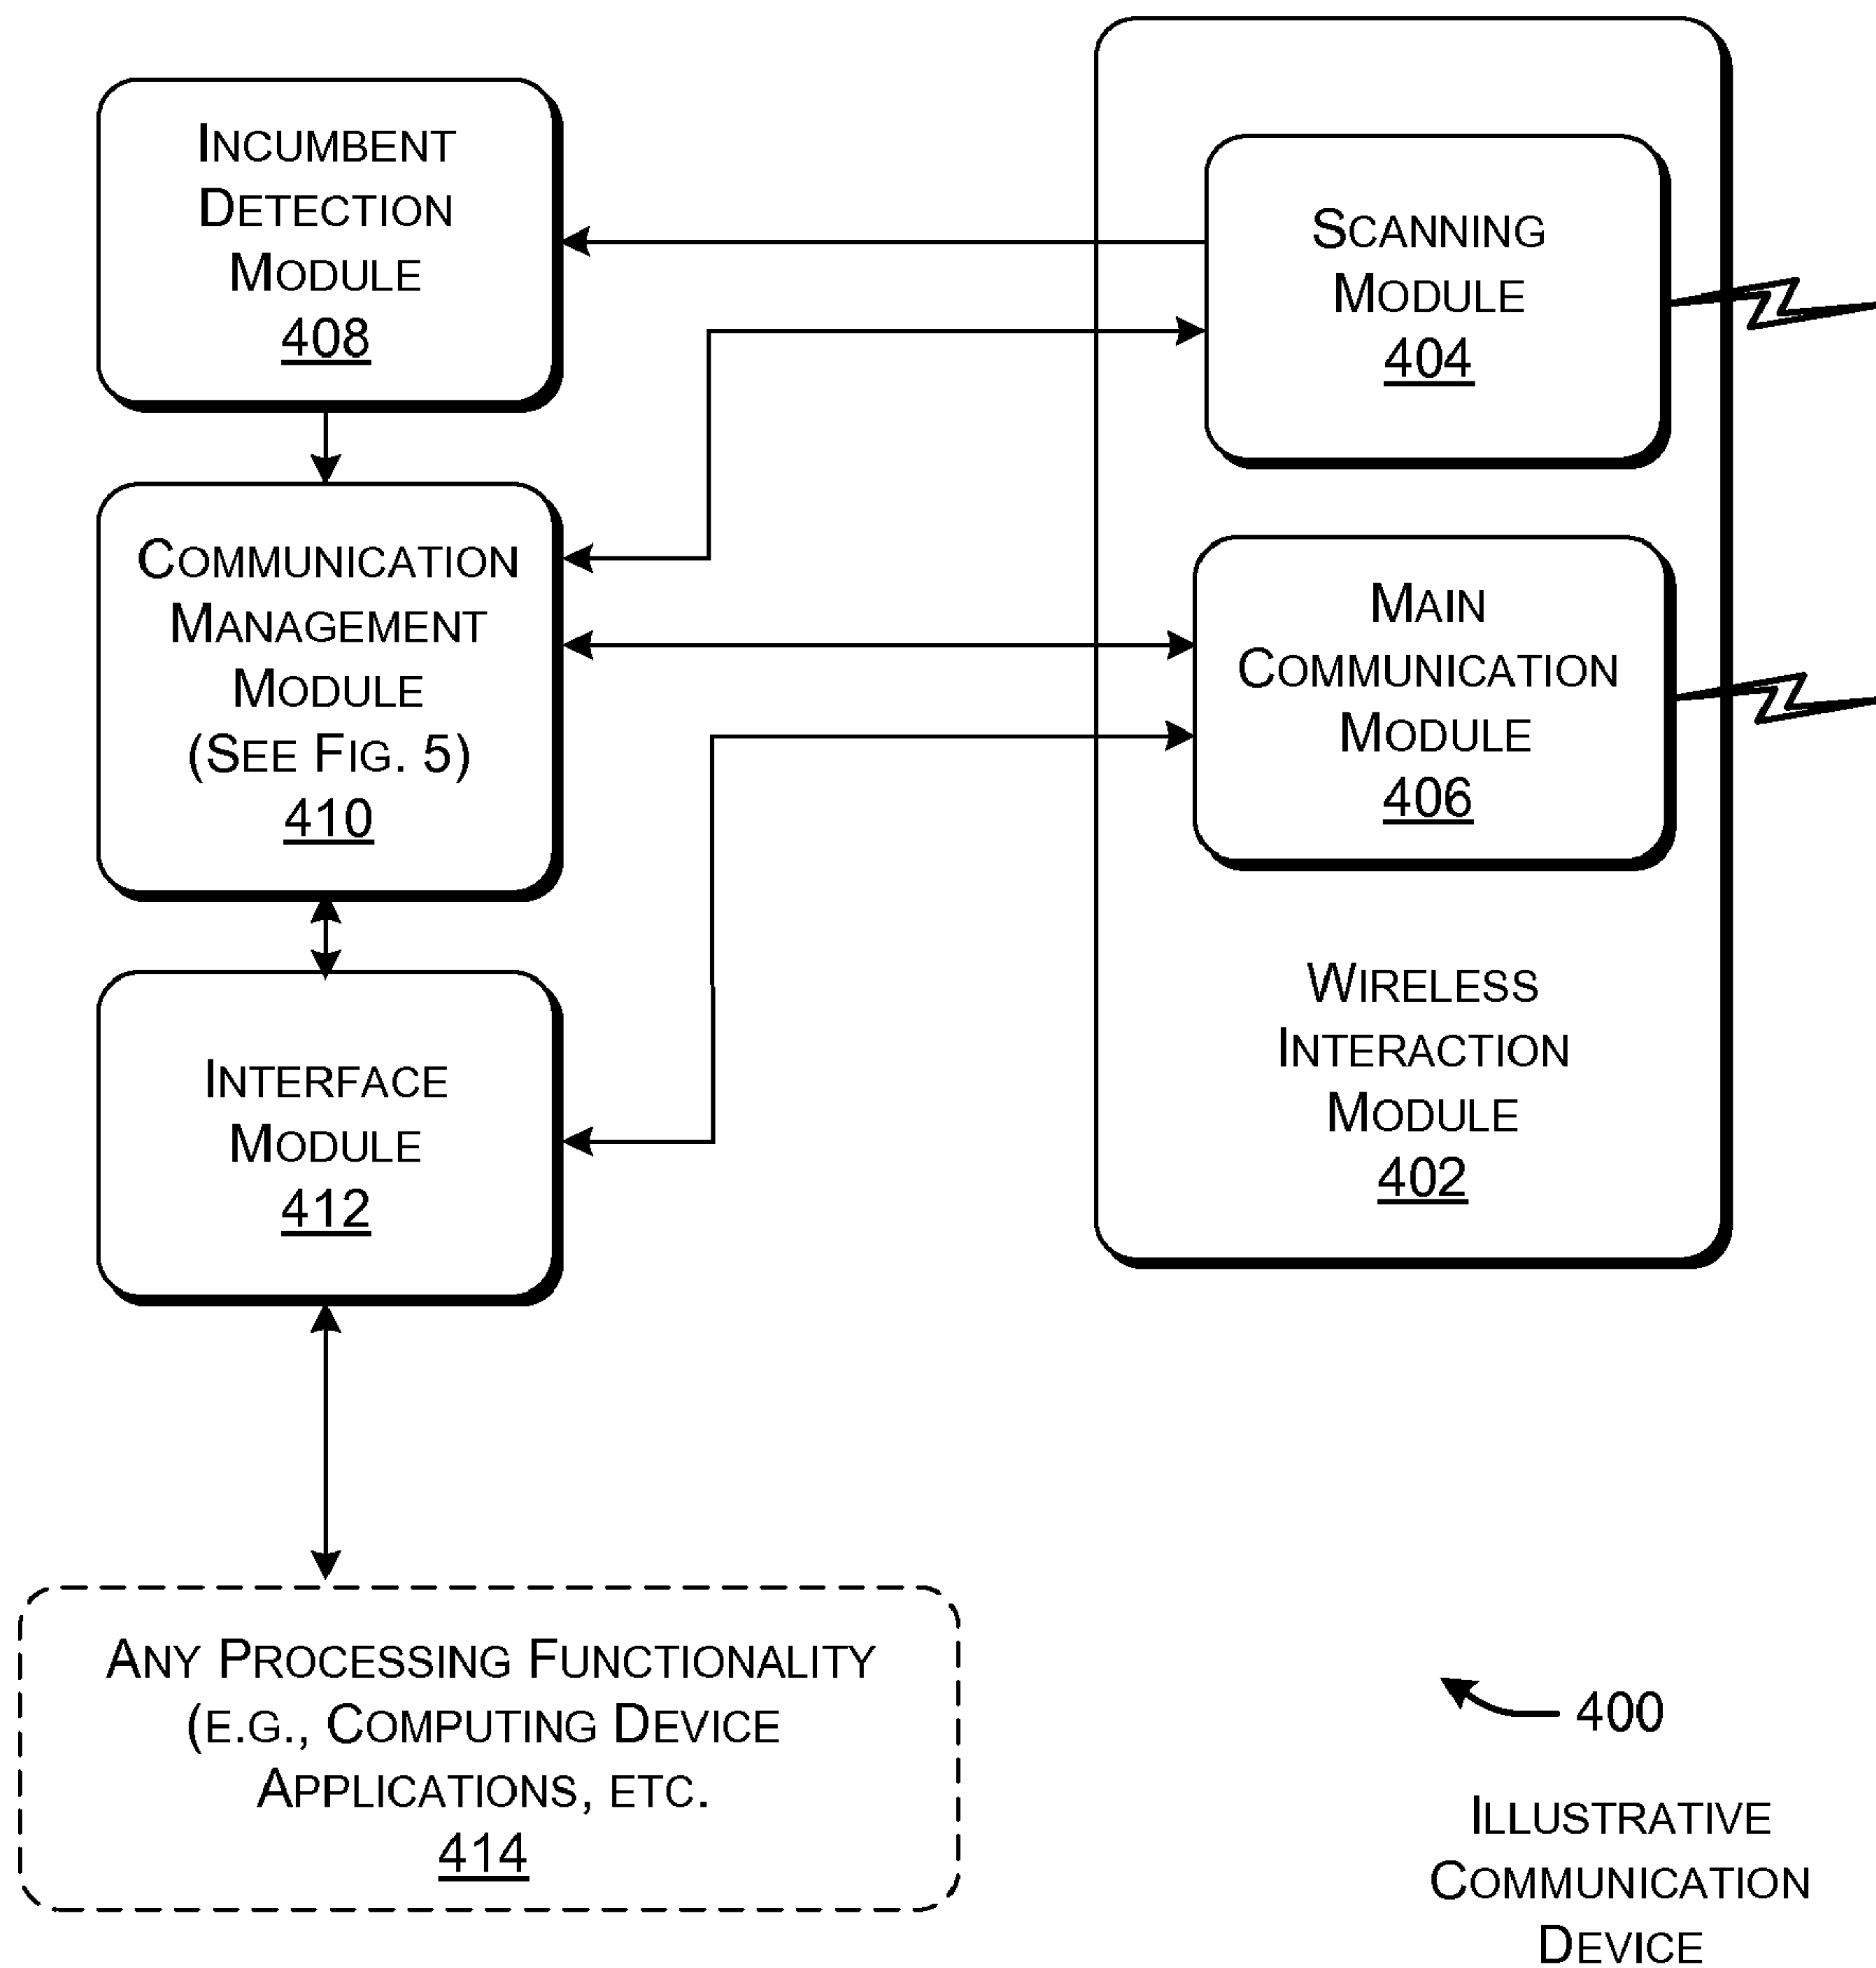 INCUMBENT
DETECTION
MODULE
408
COMMUNICATION
MANAGEMENT
MODULE
(SEE FIG. 5)
410
INTERFACE
MODULE
412
ANY PROCESSING FUNCTIONALITY
(E.G., COMPUTING DEVICE
APPLICATIONS, ETC.
414
SCANNING
MODULE
404
MAIN
COMMUNICATION
MODULE
406
WIRELESS
INTERACTION
MODULE
402
400
ILLUSTRATIVE
COMMUNICATION
DEVICE